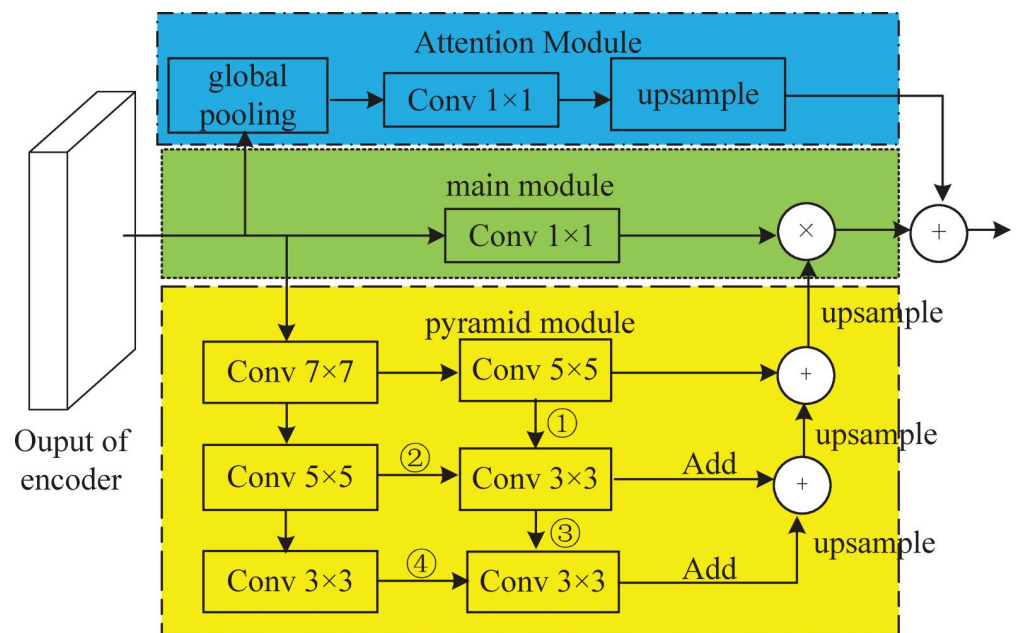 Attention Module
global
pooling
Conv 1×1
upsample
main module
Conv 1×1
×
+
upsample
pyramid module
Conv 7×7
Conv 5×5
+
①
upsample
Ouput of
encoder
Conv 5×5
②
Conv 3×3
Add
+
③
upsample
Conv 3×3
④
Conv 3×3
Add